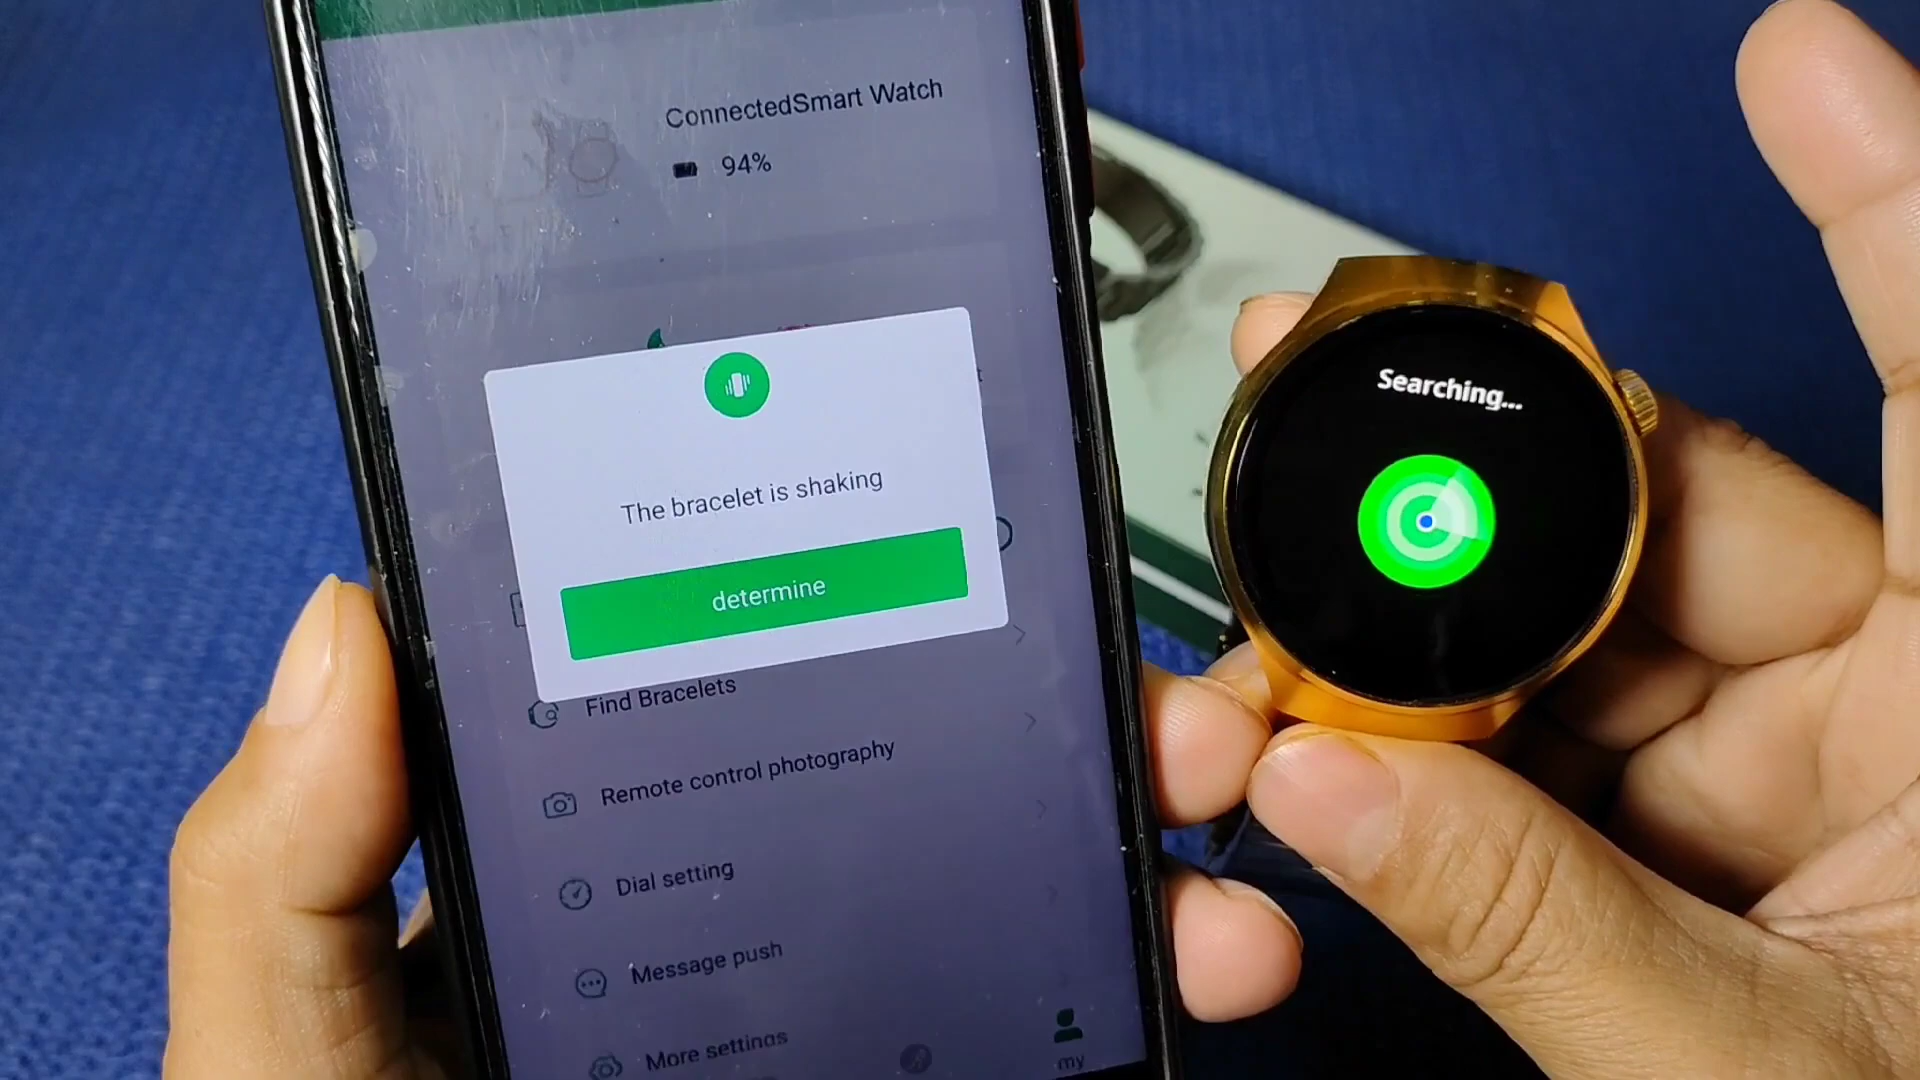 ConnectedSmart Watch
94%
The bracelet is shaking
determine
Find Bracelets
Remote control photography
Dial setting
Message push
More settings
my
Searching...